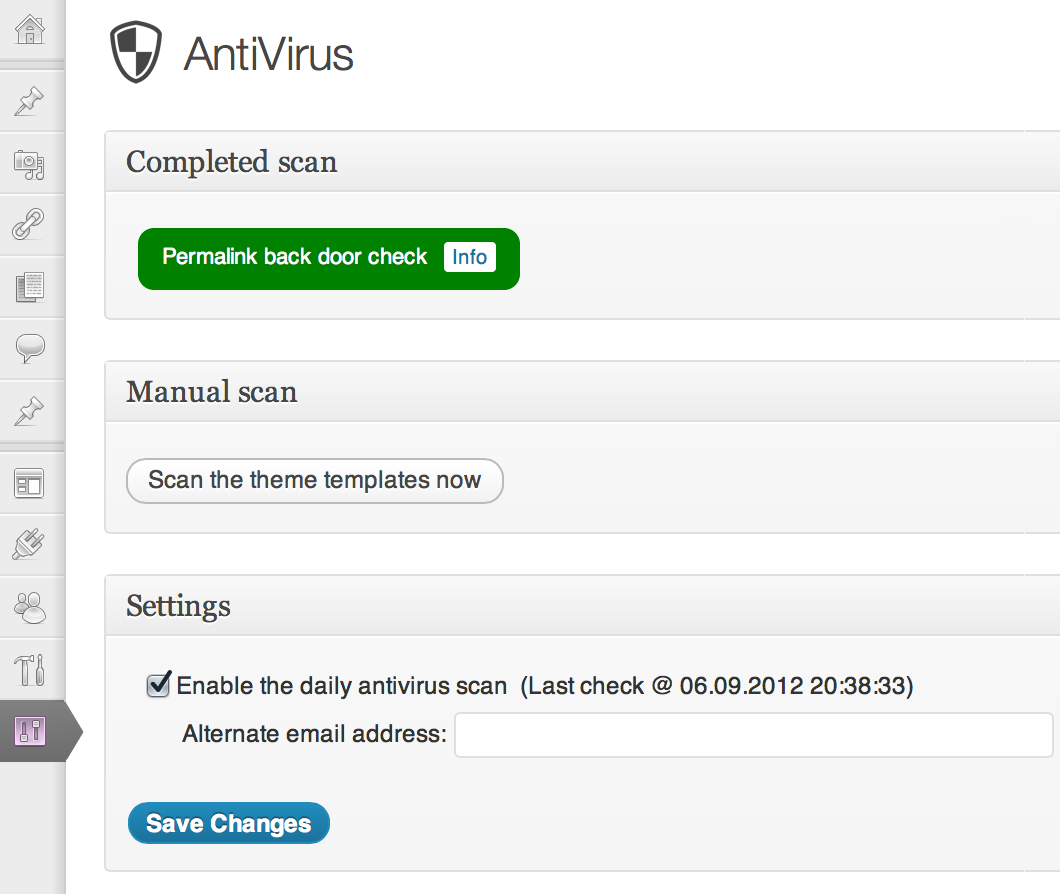 AntiVirus
Completed scan
Permalink back door check Info
Manual scan
Scan the theme templates now
Settings
Enable the daily antivirus scan (Last check @ 06.09.2012 20:38:33)
Alternate email address:
Save Changes